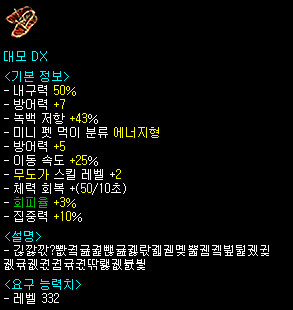 대모 DX
<기본 정보>
- 내구력 50%
- 방어력 +7
- 녹백 저항 +43%
- 미니 펫 먹이 분류 에너지형
- 방어력 +5
- 이동 속도 +25%
- 무도가 스킬 레벨 +2
- 체력 회복 +(50/10초)
- 회피율 +3%
- 집중력 +10%
<설명>
<요구 능력치>
- 레벨 332